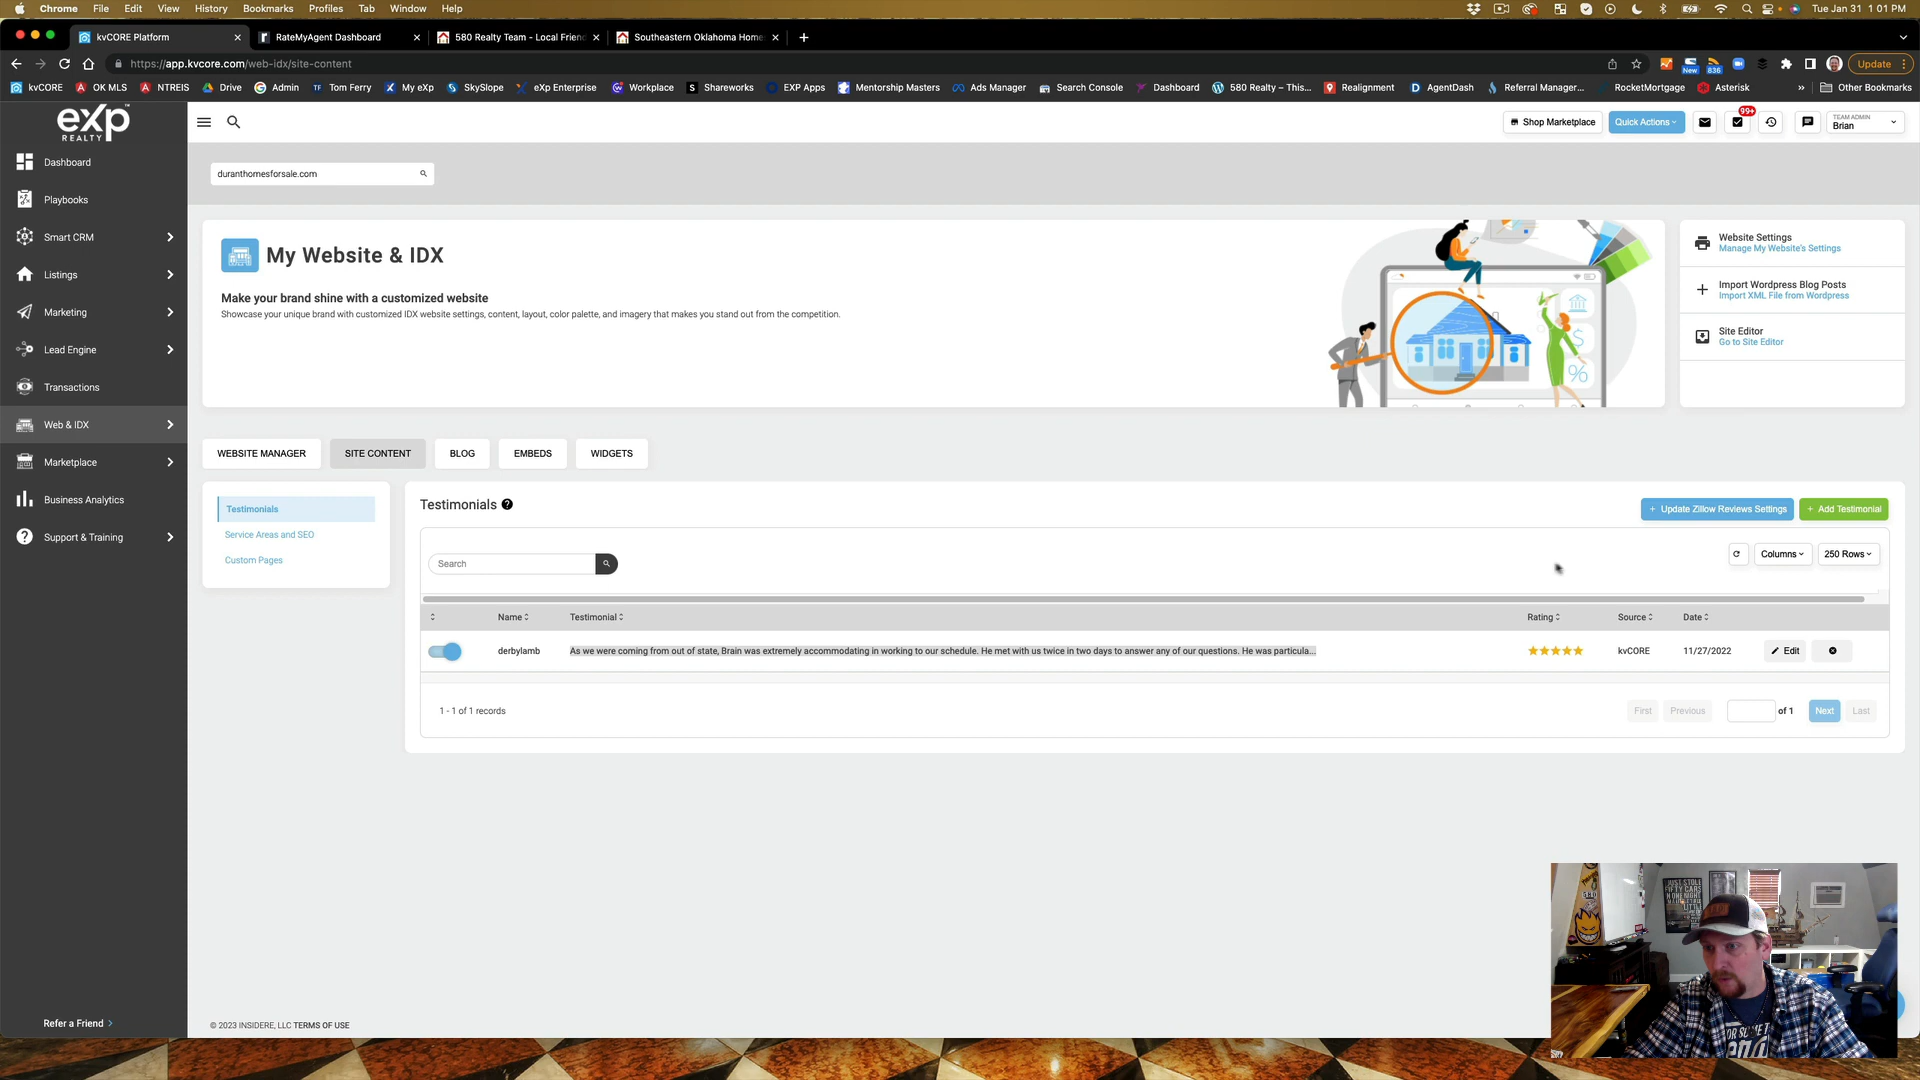 Chrome File Edit View History Bookmarks Profiles Tab Window Help Tue Jan 31 1:01 PM
kvCORE Platform RateMyAgent Dashboard 580 Realty Team - Local Frien Southeastern Oklahoma Home
https://app.kvcore.com/web-idx/site-content New 836 Update
kvCORE OK MLS NTREIS Drive Admin Tom Ferry My eXp SkySlope eXp Enterprise Workplace Shareworks EXP Apps Mentorship Masters Ads Manager Search Console Dashboard 580 Realty – This... Realignment AgentDash Referral Manager... RocketMortgage Asterisk » Other Bookmarks
eXp REALTY
Shop Marketplace Quick Actions 99+ TEAM ADMIN Brian
Dashboard
Playbooks
Smart CRM
Listings
Marketing
Lead Engine
Transactions
Web & IDX
Marketplace
Business Analytics
Support & Training
Refer a Friend
duranthomesforsale.com
My Website & IDX
Make your brand shine with a customized website
Showcase your unique brand with customized IDX website settings, content, layout, color palette, and imagery that makes you stand out from the competition.
Website Settings
Manage My Website's Settings
Import Wordpress Blog Posts
Import XML File from Wordpress
Site Editor
Go to Site Editor
WEBSITE MANAGER SITE CONTENT BLOG EMBEDS WIDGETS
Testimonials
Service Areas and SEO
Custom Pages
Testimonials ?
+ Update Zillow Reviews Settings + Add Testimonial
Search Columns 250 Rows
Name Testimonial Rating Source Date
derbylamb As we were coming from out of state, Brain was extremely accommodating in working to our schedule. He met with us twice in two days to answer any of our questions. He was particula... kvCORE 11/27/2022 Edit
1 - 1 of 1 records First Previous of 1 Next Last
JUST STOLE
FIFTY CARS
© 2023 INSIDERE, LLC TERMS OF USE